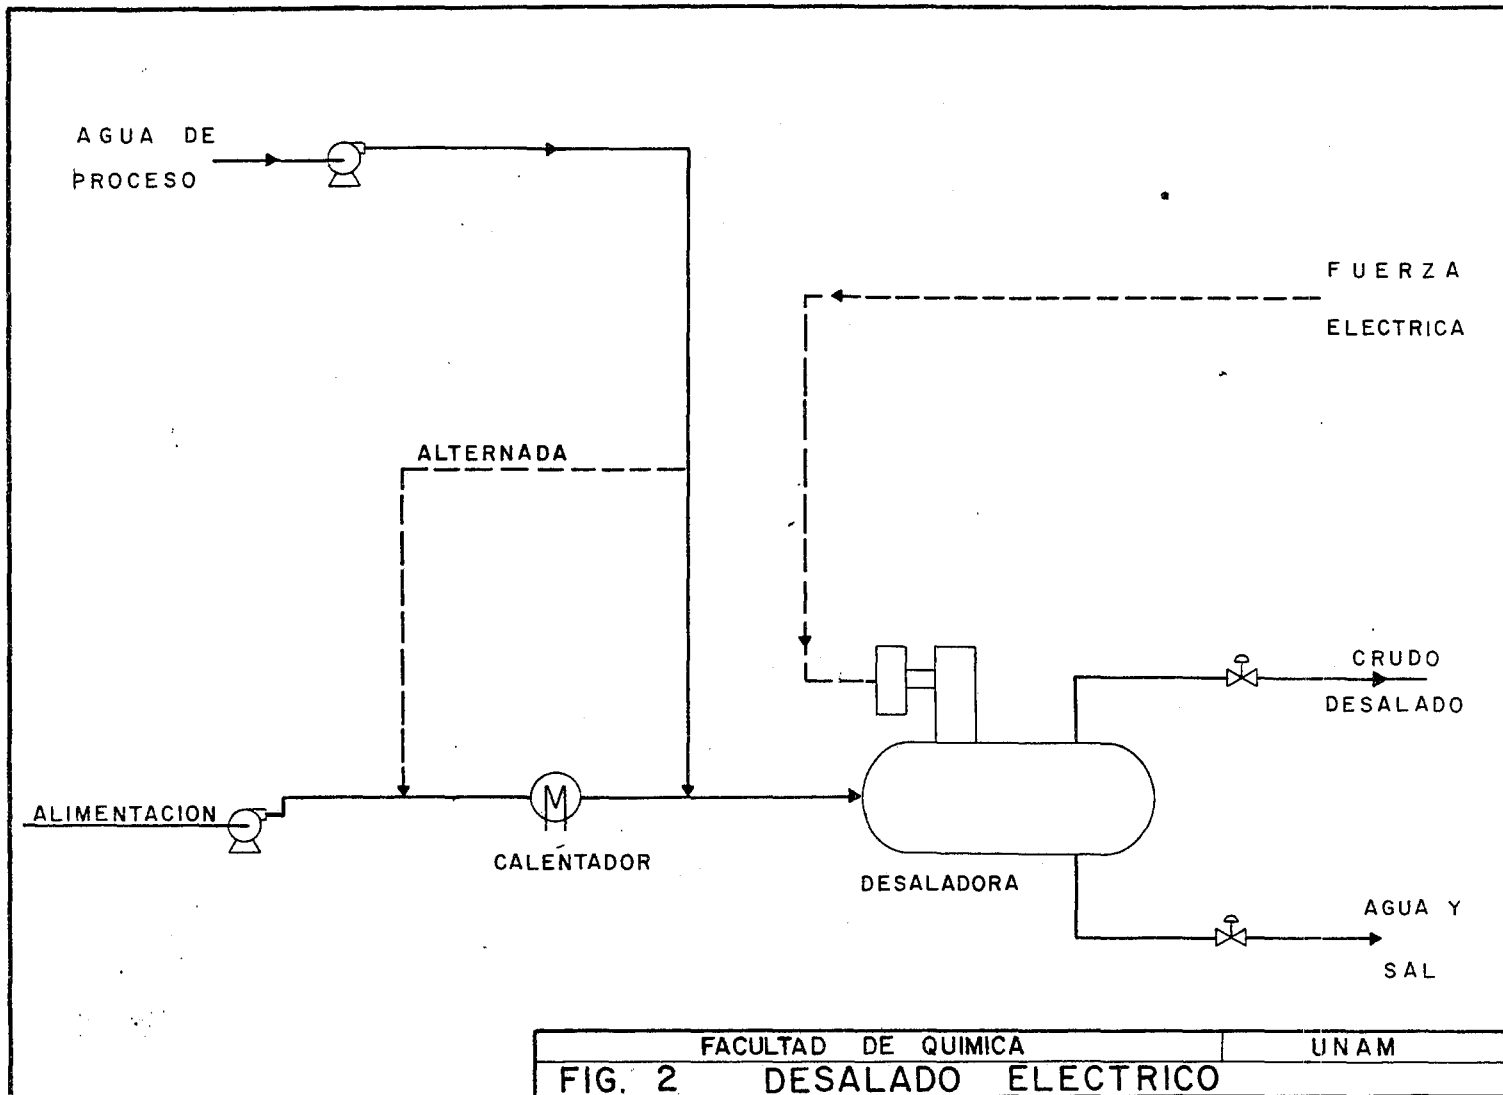 AGUA DE
PROCESO
FUERZA
ELECTRICA
ALTERNADA
CRUDO
DESALADO
ALIMENTACION
CALENTADOR
DESALADORA
AGUA Y
SAL
FACULTAD DE QUIMICA
UNAM
FIG. 2 DESALADO ELECTRICO